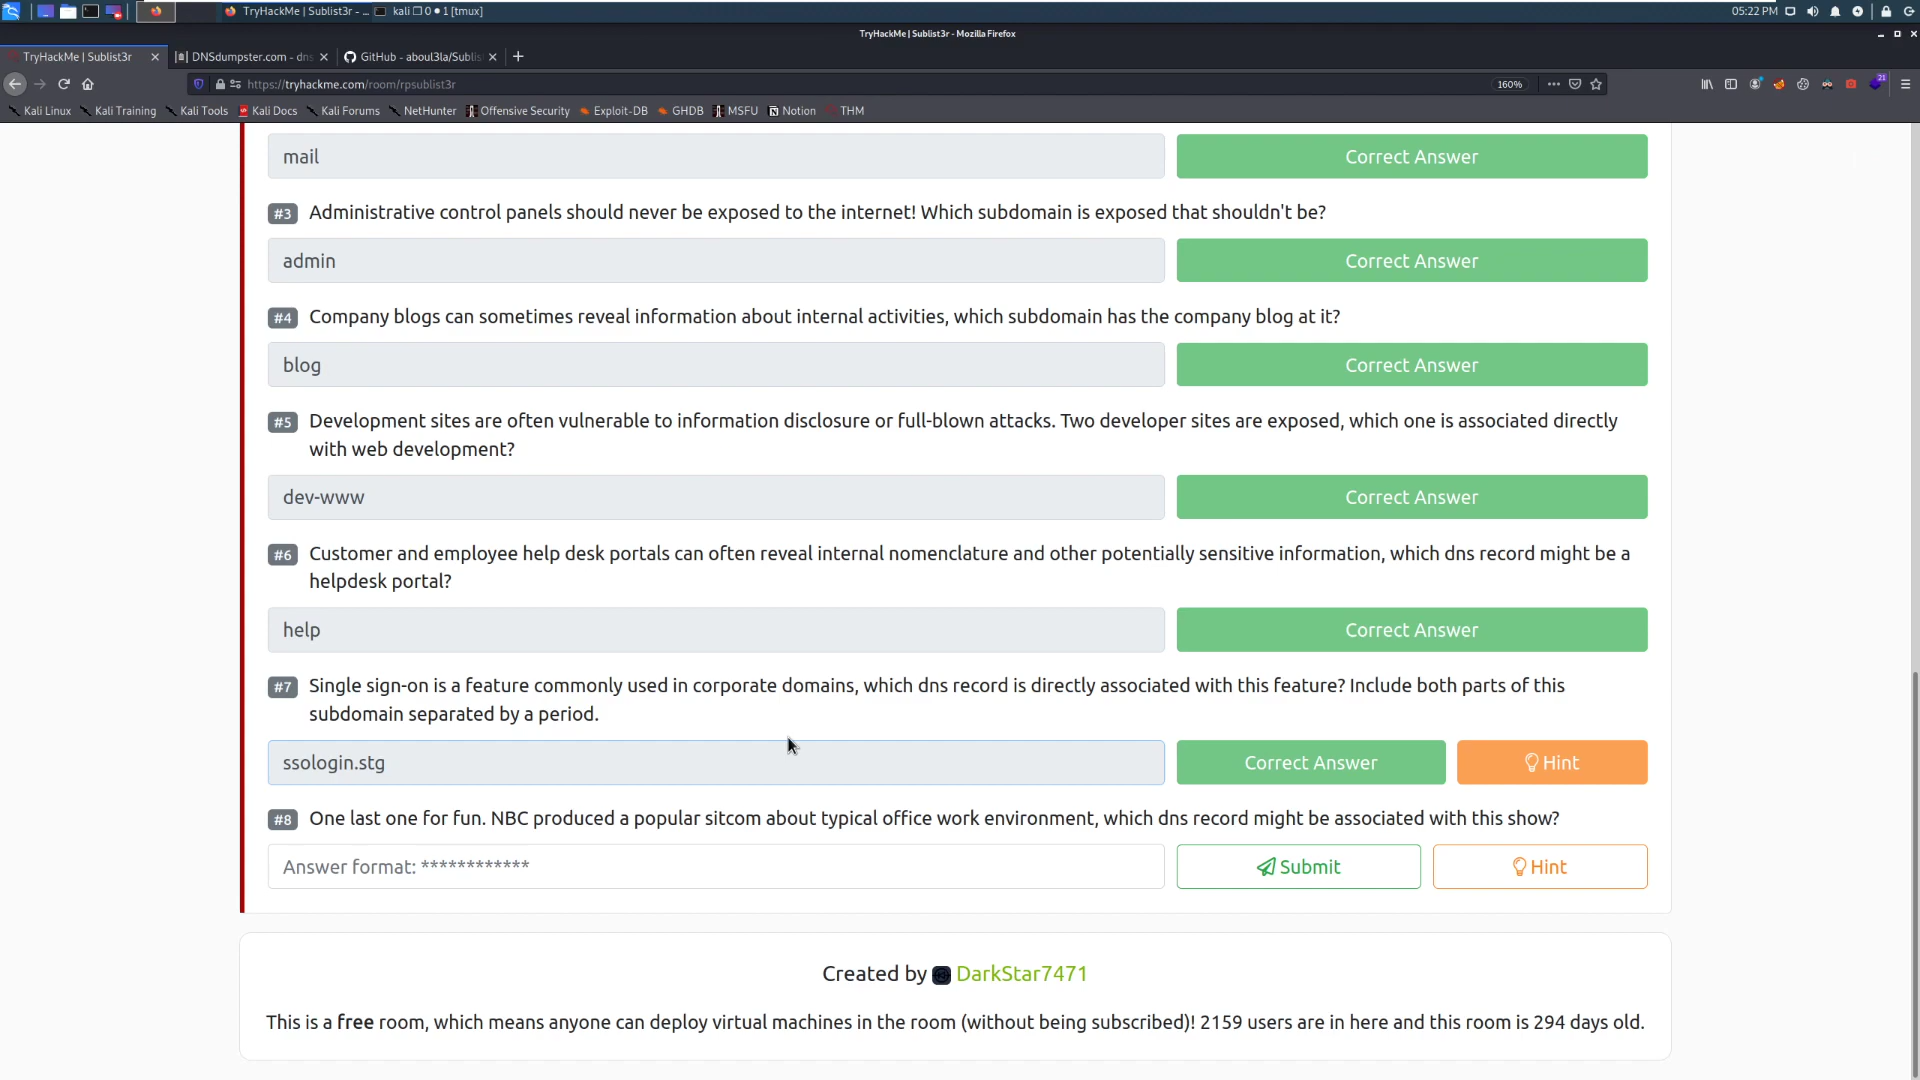 TryHackMe | Sublist3r - ...
kali 0 1 [tmux]
05:22 PM
TryHackMe | Sublist3r - Mozilla Firefox
TryHackMe | Sublist3r
DNSdumpster.com - dns
GitHub - aboul3la/Sublis
https://tryhackme.com/room/rpsublist3r
160%
21
Kali Linux
Kali Training
Kali Tools
Kali Docs
Kali Forums
NetHunter
Offensive Security
Exploit-DB
GHDB
MSFU
Notion
THM
mail
Correct Answer
#3 Administrative control panels should never be exposed to the internet! Which subdomain is exposed that shouldn't be?
admin
Correct Answer
#4 Company blogs can sometimes reveal information about internal activities, which subdomain has the company blog at it?
blog
Correct Answer
#5 Development sites are often vulnerable to information disclosure or full-blown attacks. Two developer sites are exposed, which one is associated directly
with web development?
dev-www
Correct Answer
#6 Customer and employee help desk portals can often reveal internal nomenclature and other potentially sensitive information, which dns record might be a
helpdesk portal?
help
Correct Answer
#7 Single sign-on is a feature commonly used in corporate domains, which dns record is directly associated with this feature? Include both parts of this
subdomain separated by a period.
ssologin.stg
Correct Answer
Hint
#8 One last one for fun. NBC produced a popular sitcom about typical office work environment, which dns record might be associated with this show?
Answer format: ************
Submit
Hint
Created by DarkStar7471
This is a free room, which means anyone can deploy virtual machines in the room (without being subscribed)! 2159 users are in here and this room is 294 days old.